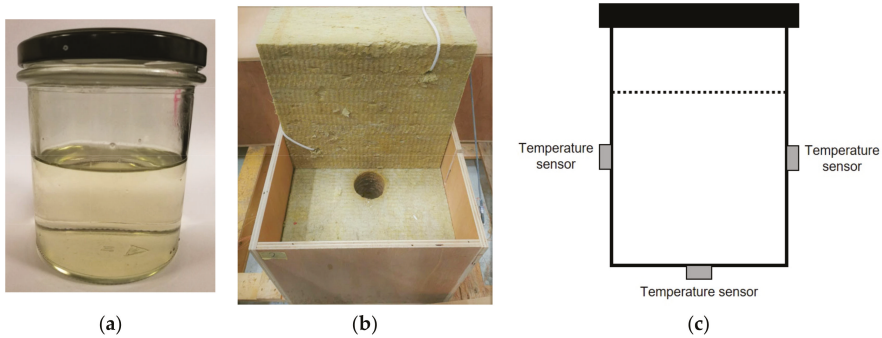 Temperature
sensor
Temperature
sensor
Temperature sensor
(a)
(b)
(c)